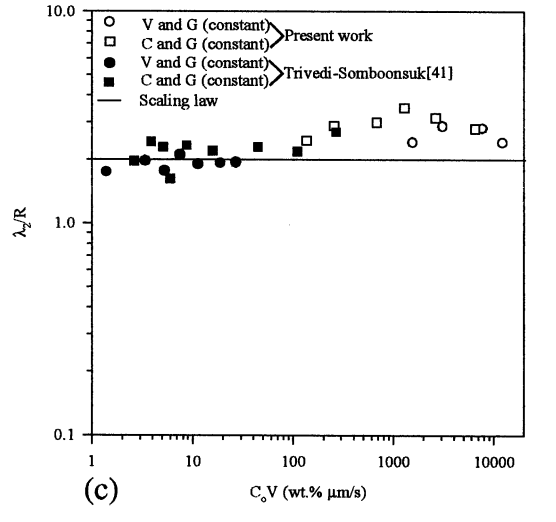 10.0
V and G (constant)
C and G (constant)
Present work
V and G (constant)
C and G (constant)
Trivedi-Somboonsuk[41]
Scaling law
1.0
λ₂/R
0.1
1 10 100 1000 10000
(c)
CₒV (wt.% μm/s)